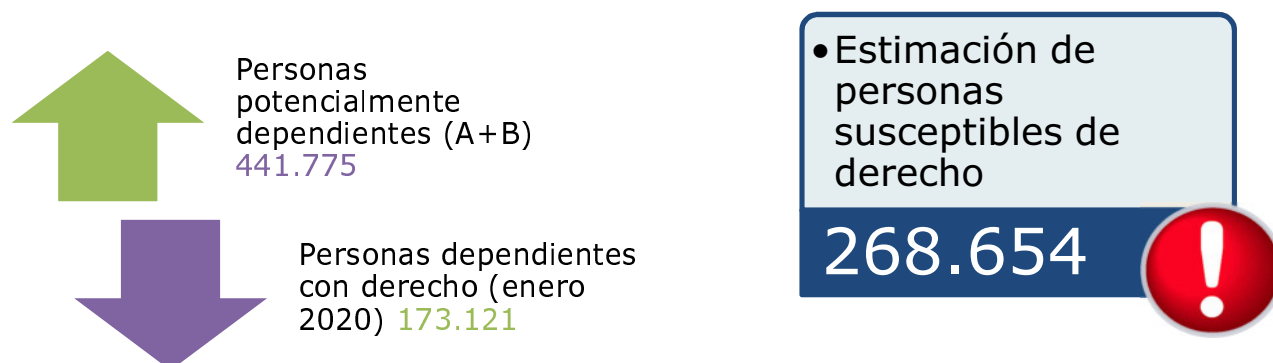 Personas
potencialmente
dependientes (A+B)
441.775
Personas dependientes
con derecho (enero
2020) 173.121
•Estimación de
personas
susceptibles de
derecho
268.654